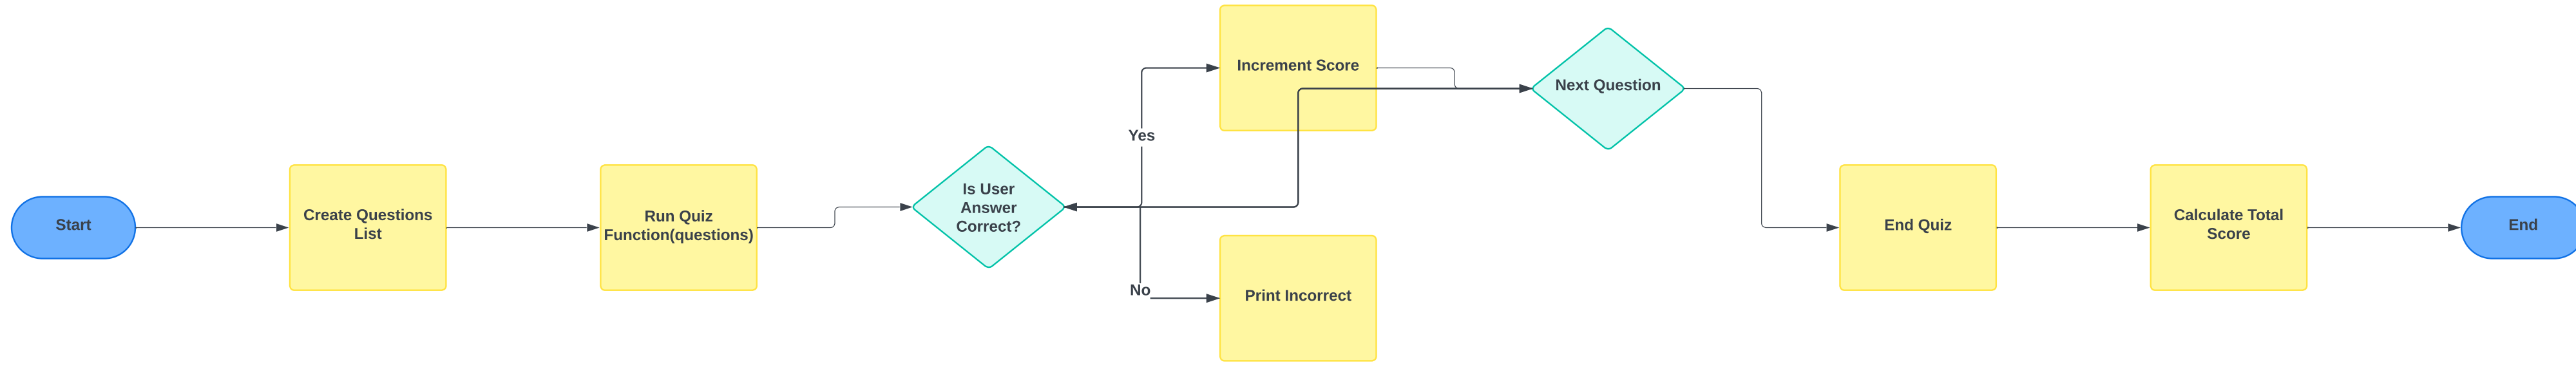 Start
Create Questions
List
Run Quiz
Function(questions)
Is User
Answer
Correct?
Yes
No
Increment Score
Print Incorrect
Next Question
End Quiz
Calculate Total
Score
End